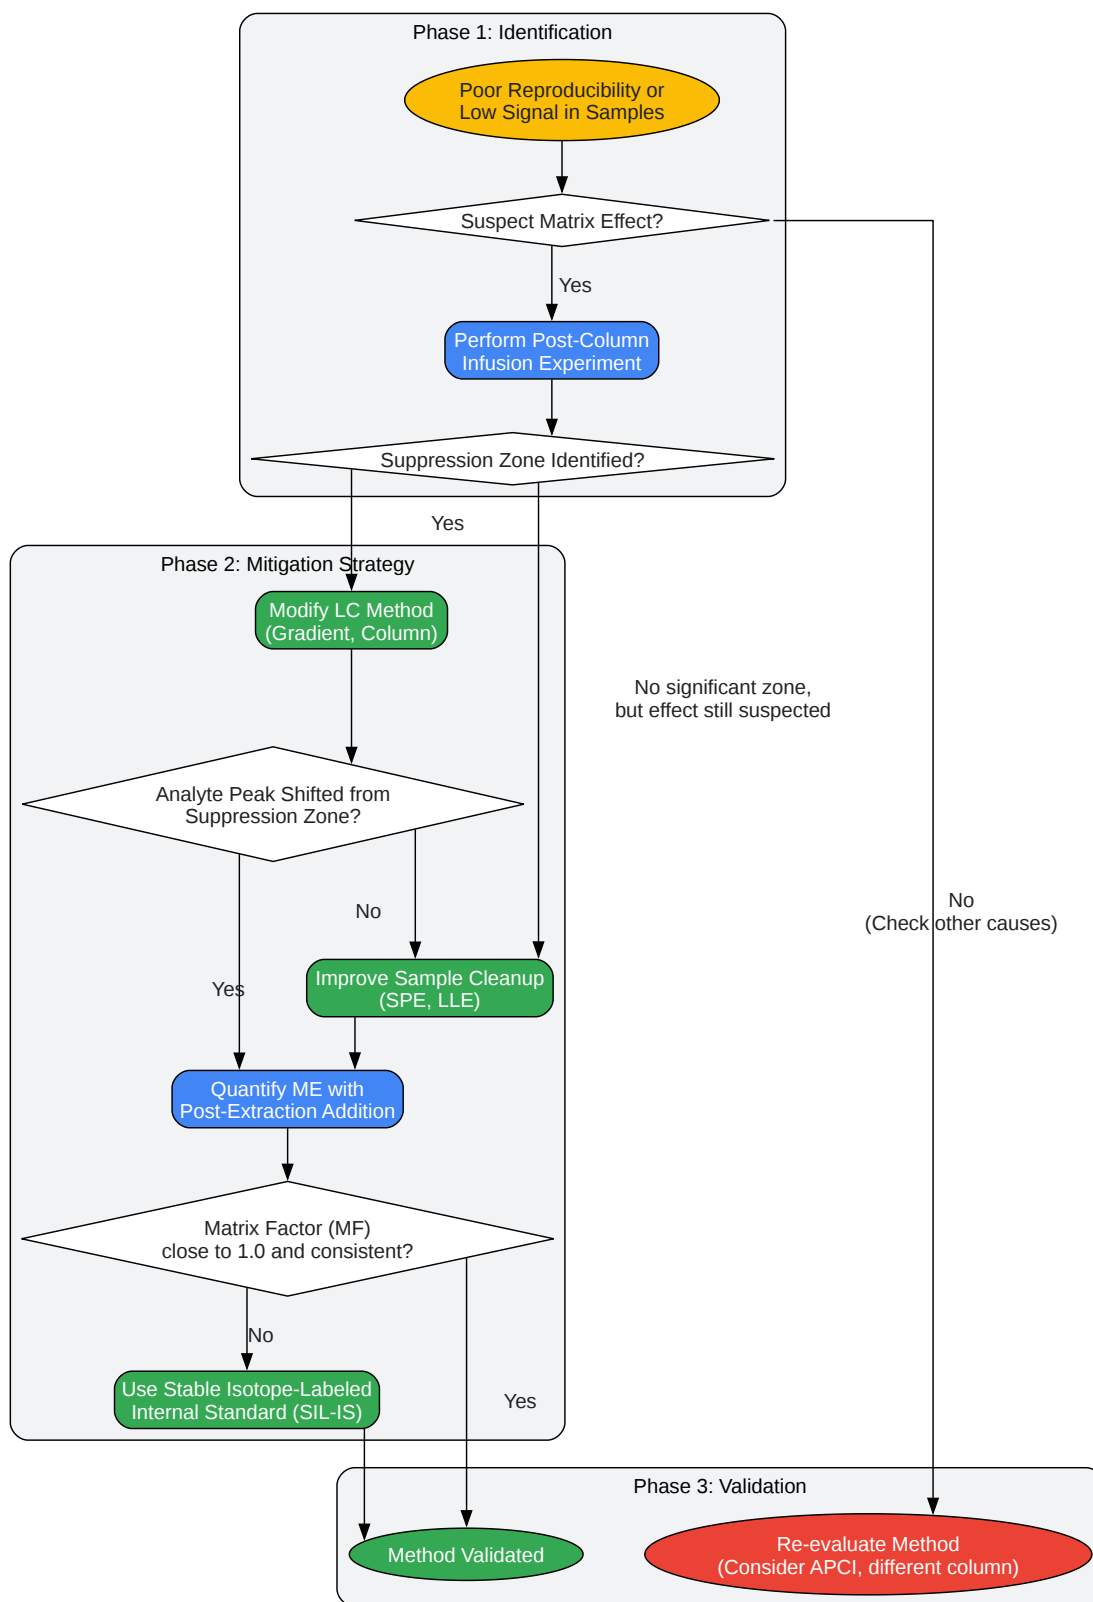 Phase 1: Identification
Poor Reproducibility or
Low Signal in Samples
Suspect Matrix Effect?
Yes
Perform Post-Column
Infusion Experiment
Suppression Zone Identified?
Yes
Phase 2: Mitigation Strategy
Modify LC Method
(Gradient, Column)
No significant zone,
but effect still suspected
Analyte Peak Shifted from
Suppression Zone?
No
No
(Check other causes)
Improve Sample Cleanup
(SPE, LLE)
Yes
Quantify ME with
Post-Extraction Addition
Matrix Factor (MF)
close to 1.0 and consistent?
No
Use Stable Isotope-Labeled
Internal Standard (SIL-IS)
Yes
Phase 3: Validation
Method Validated
Re-evaluate Method
(Consider APCI, different column)